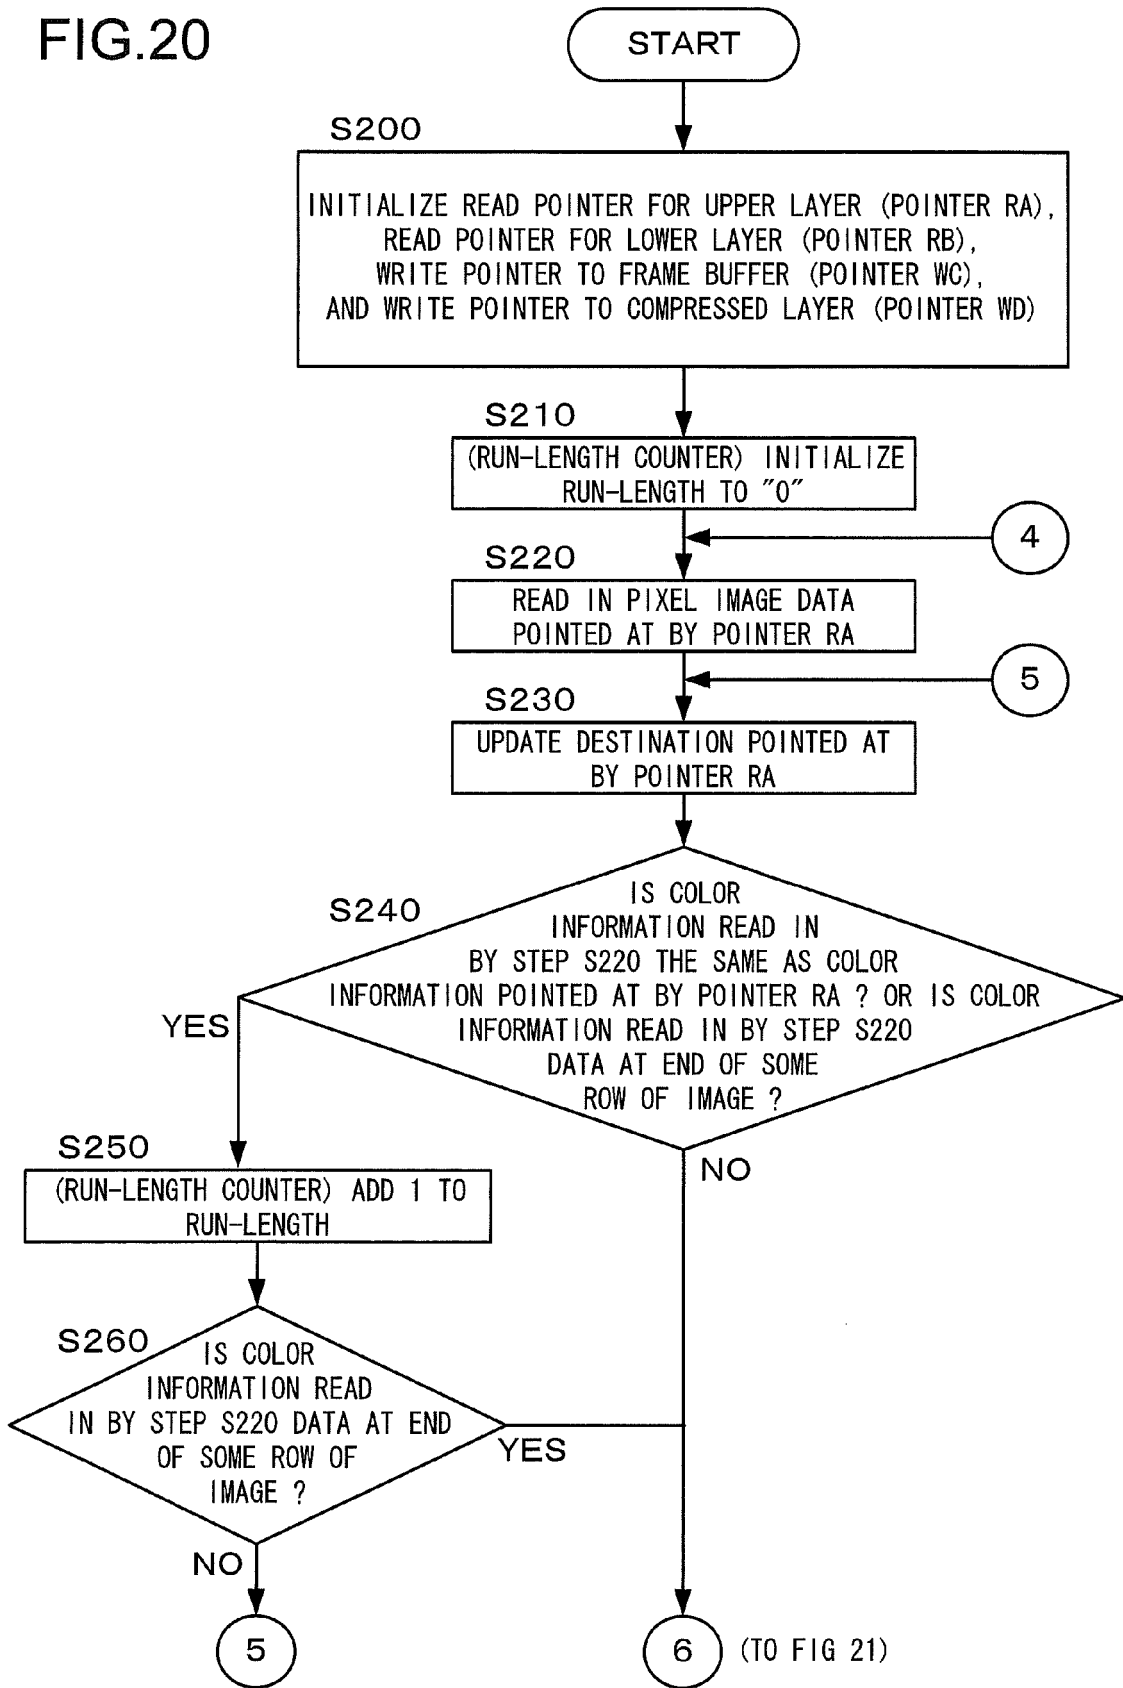 FIG.20
START
S200
INITIALIZE READ POINTER FOR UPPER LAYER (POINTER RA),
READ POINTER FOR LOWER LAYER (POINTER RB),
WRITE POINTER TO FRAME BUFFER (POINTER WC),
AND WRITE POINTER TO COMPRESSED LAYER (POINTER WD)
S210
(RUN-LENGTH COUNTER) INITIALIZE
RUN-LENGTH TO "0"
4
S220
READ IN PIXEL IMAGE DATA
POINTED AT BY POINTER RA
5
S230
UPDATE DESTINATION POINTED AT
BY POINTER RA
S240
IS COLOR
INFORMATION READ IN
BY STEP S220 THE SAME AS COLOR
INFORMATION POINTED AT BY POINTER RA ? OR IS COLOR
INFORMATION READ IN BY STEP S220
DATA AT END OF SOME
ROW OF IMAGE ?
YES
NO
S250
(RUN-LENGTH COUNTER) ADD 1 TO
RUN-LENGTH
S260
IS COLOR
INFORMATION READ
IN BY STEP S220 DATA AT END
OF SOME ROW OF
IMAGE ?
YES
NO
5
6 (TO FIG 21)